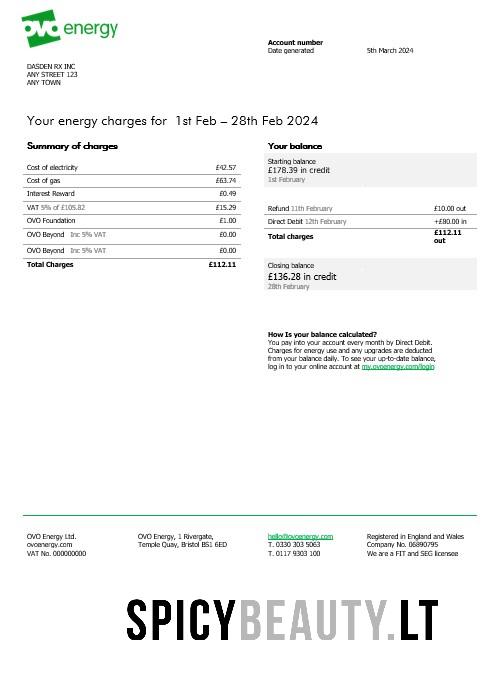 ovo energy
Account number
Date generated 5th March 2024
DASDEN RX INC
ANY STREET 123
ANY TOWN
Your energy charges for 1st Feb – 28th Feb 2024
Summary of charges
Cost of electricity £42.57
Cost of gas £63.74
Interest Reward £0.49
VAT 5% of £105.82 £15.29
OVO Foundation £1.00
OVO Beyond Inc 5% VAT £0.00
OVO Beyond Inc 5% VAT £0.00
Total Charges £112.11
Your balance
Starting balance
£178.39 in credit
1st February
Refund 11th February £10.00 out
Direct Debit 12th February +£80.00 in
Total charges £112.11
out
Closing balance
£136.28 in credit
28th February
How Is your balance calculated?
You pay into your account every month by Direct Debit.
Charges for energy use and any upgrades are deducted
from your balance daily. To see your up-to-date balance,
log in to your online account at my.ovoenergy.com/login
OVO Energy Ltd.
ovoenergy.com
VAT No. 000000000
OVO Energy, 1 Rivergate,
Temple Quay, Bristol BS1 6ED
hello@ovoenergy.com
T. 0330 303 5063
T. 0117 9303 100
Registered in England and Wales
Company No. 06890795
We are a FIT and SEG licensee
SPICYBEAUTY.LT